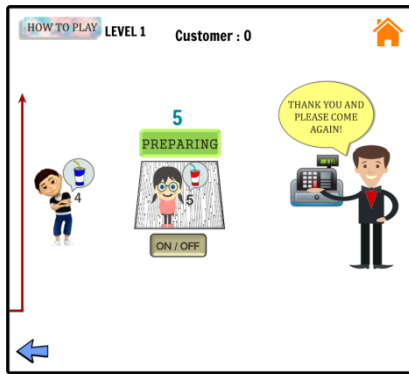 HOW TO PLAY
LEVEL 1
Customer : 0
5
PREPARING
THANK YOU AND
PLEASE COME
AGAIN!
4
5
ON / OFF